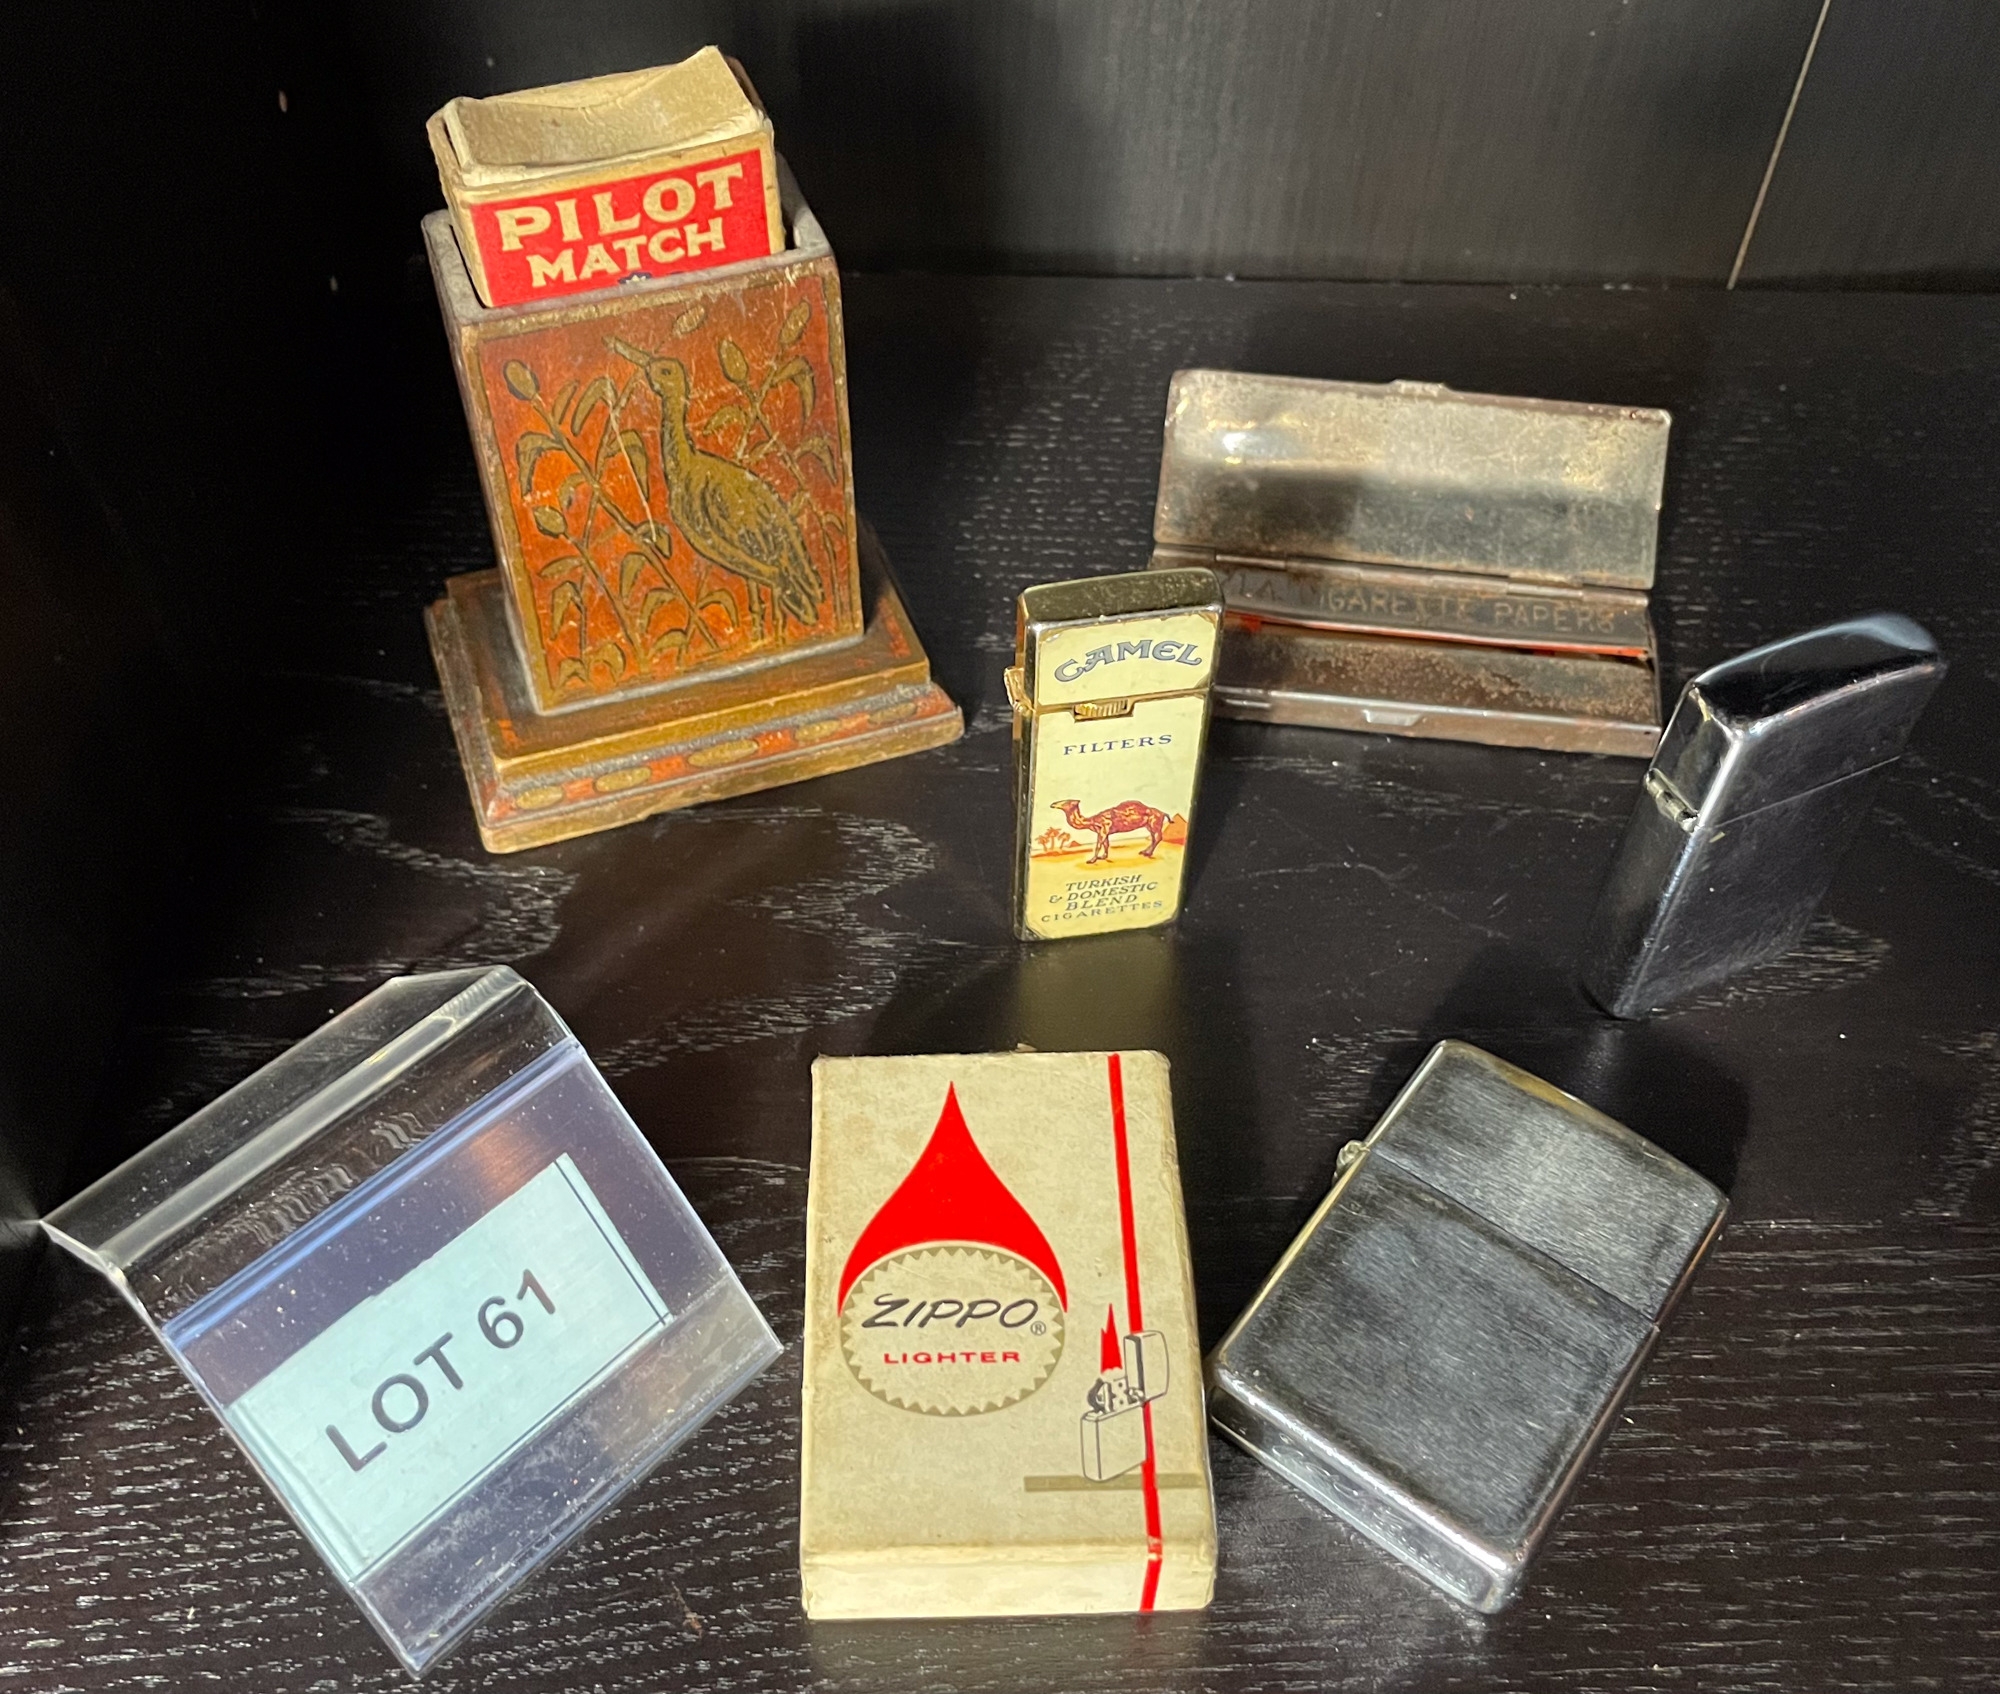 PILOT
MATCH
CIGARETTE PAPERS
CAMEL
FILTERS
TURKISH
& DOMESTIC
BLEND
CIGARETTES
LOT 61
ZIPPO®
LIGHTER